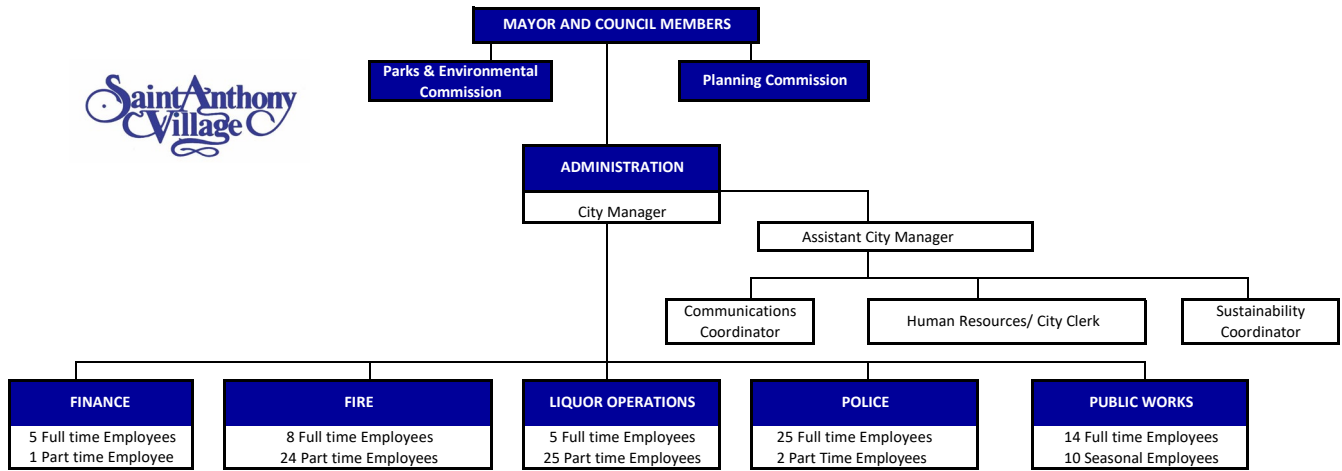 MAYOR AND COUNCIL MEMBERS
Parks & Environmental
Commission
Planning Commission
Saint Anthony
Village
ADMINISTRATION
City Manager
Assistant City Manager
Communications
Coordinator
Human Resources/ City Clerk
Sustainability
Coordinator
FINANCE
5 Full time Employees
1 Part time Employee
FIRE
8 Full time Employees
24 Part time Employees
LIQUOR OPERATIONS
5 Full time Employees
25 Part time Employees
POLICE
25 Full time Employees
2 Part Time Employees
PUBLIC WORKS
14 Full time Employees
10 Seasonal Employees